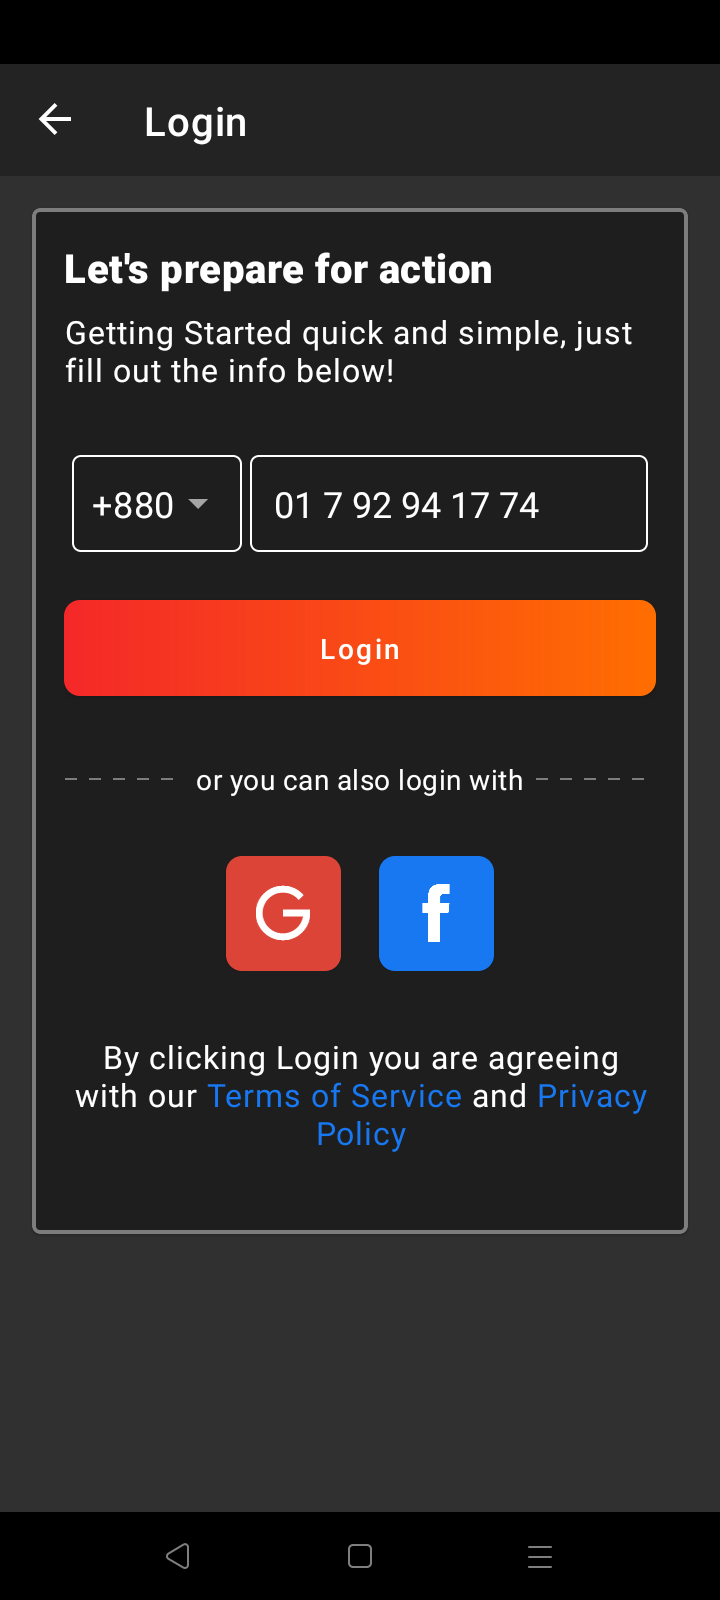 Login
Let's prepare for action
Getting Started quick and simple, just
fill out the info below!
+880 01 7 92 94 17 74
Login
or you can also login with
G f
By clicking Login you are agreeing
with our Terms of Service and Privacy
Policy